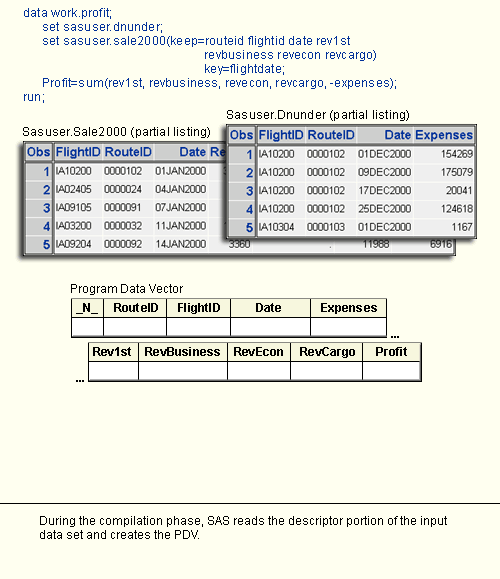 data work.profit;
set sasuser.dnunder;
set sasuser.sale2000(keep=routeid flightid date rev1st
revbusiness revecon revcargo)
key=flightdate;
Profit=sum(rev1st, revbusiness, revecon, revcargo, -expenses);
run;
Sasuser.Dnunder (partial listing)
Obs FlightID RouteID Date Expenses
1 IA10200 0000102 01DEC2000 154269
2 IA10200 0000102 09DEC2000 175079
3 IA10200 0000102 17DEC2000 20041
4 IA10200 0000102 25DEC2000 124618
5 IA10304 0000103 01DEC2000 1167
Sasuser.Sale2000 (partial listing)
Obs FlightID RouteID Date Re
1 IA10200 0000102 01JAN2000
2 IA02405 0000024 04JAN2000
3 IA09105 0000091 07JAN2000
4 IA03200 0000032 11JAN2000
5 IA09204 0000092 14JAN2000 3360 . 11988 6916
Program Data Vector
_N_ RouteID FlightID Date Expenses
...
... Rev1st RevBusiness RevEcon RevCargo Profit
During the compilation phase, SAS reads the descriptor portion of the input
data set and creates the PDV.